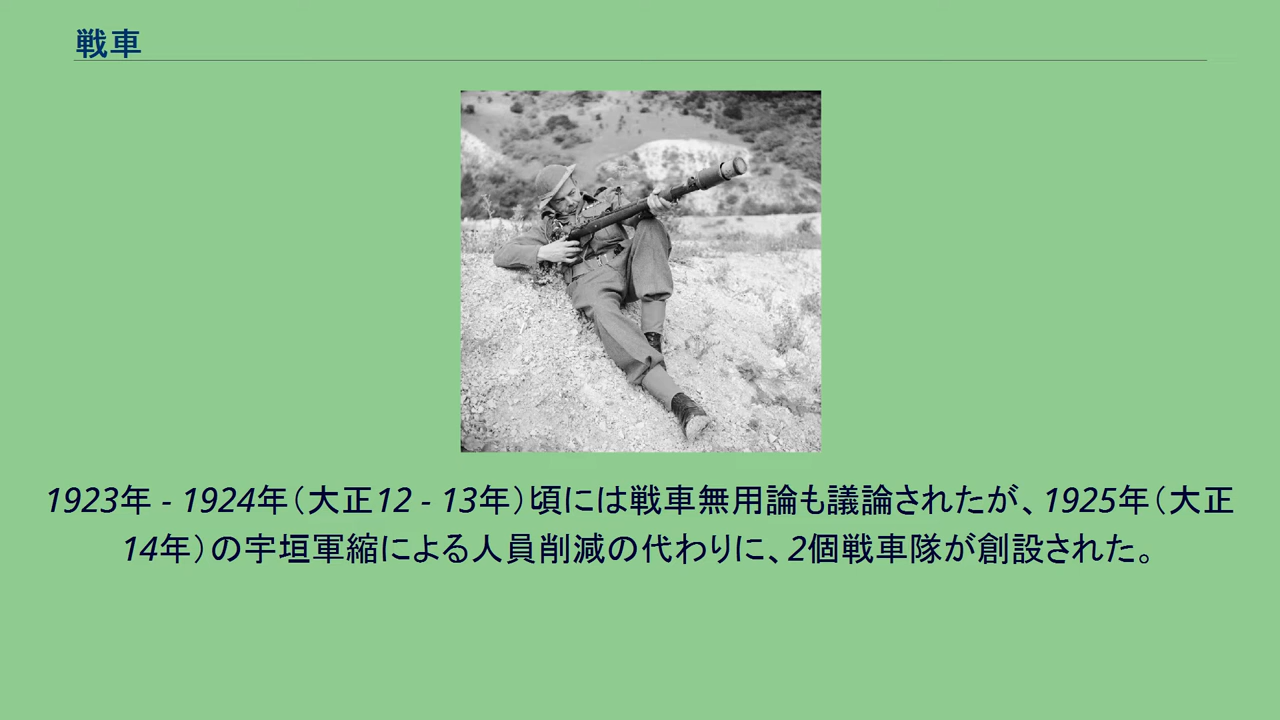 戦車
1923年 - 1924年（大正12 - 13年）頃には戦車無用論も議論されたが、1925年（大正
14年）の宇垣軍縮による人員削減の代わりに、2個戦車隊が創設された。